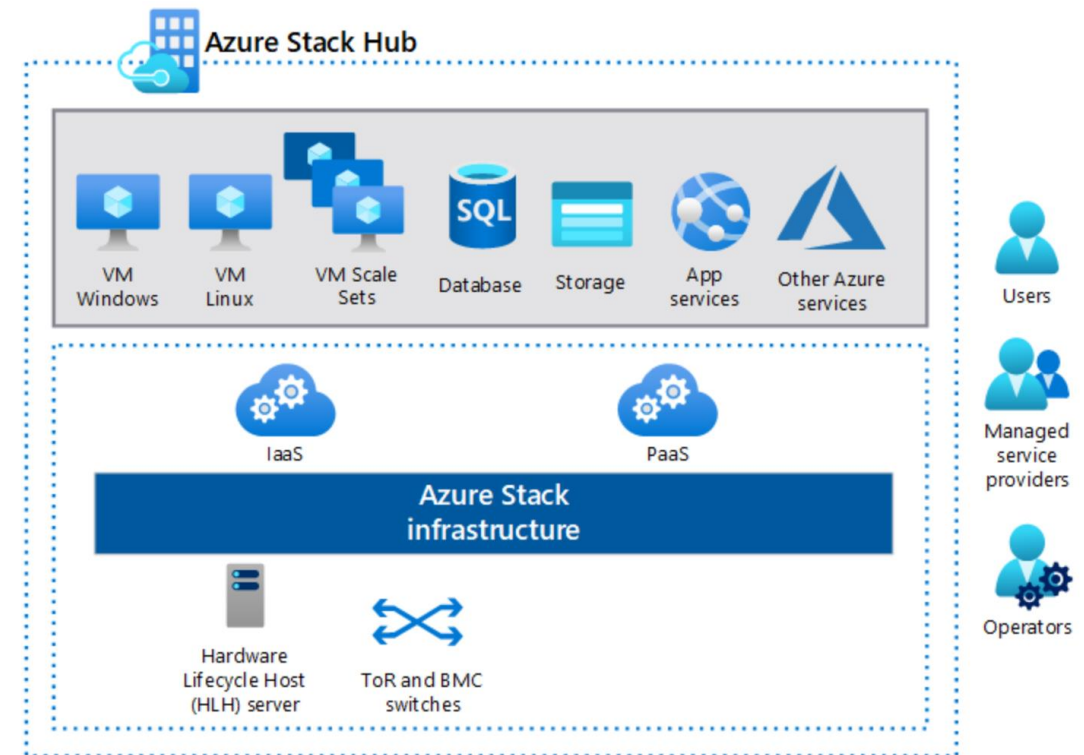 Azure Stack Hub
VM
Windows
VM
Linux
VM Scale
Sets
SQL
Database
Storage
App
services
Other Azure
services
Users
IaaS
PaaS
Managed
service
providers
Azure Stack
infrastructure
Operators
Hardware
Lifecycle Host
(HLH) server
ToR and BMC
switches